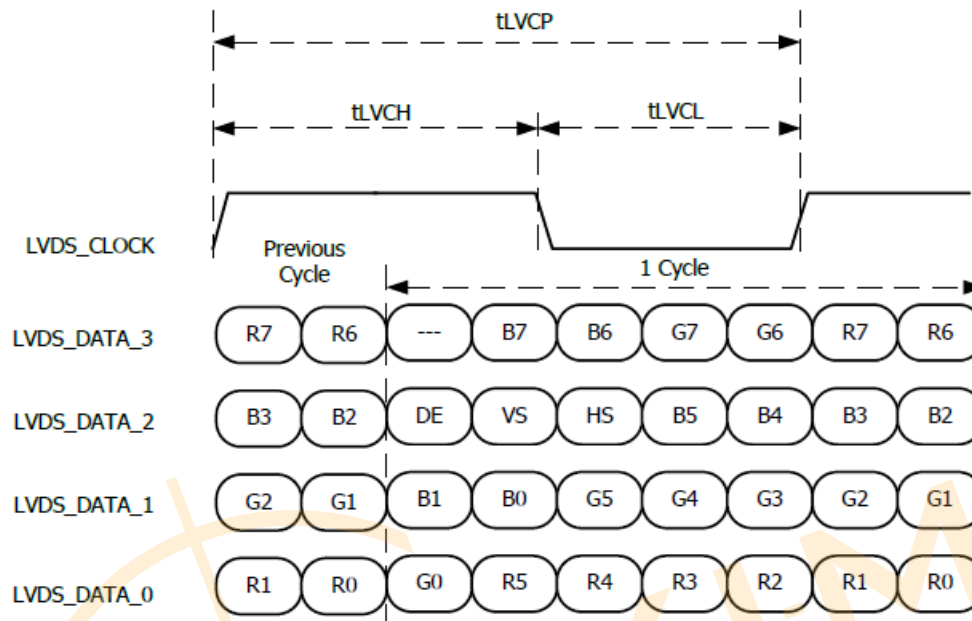 tLVCP
tLVCH tLVCL
LVDS_CLOCK
Previous
Cycle
1 Cycle
LVDS_DATA_3 R7 R6 --- B7 B6 G7 G6 R7 R6
LVDS_DATA_2 B3 B2 DE VS HS B5 B4 B3 B2
LVDS_DATA_1 G2 G1 B1 B0 G5 G4 G3 G2 G1
LVDS_DATA_0 R1 R0 G0 R5 R4 R3 R2 R1 R0